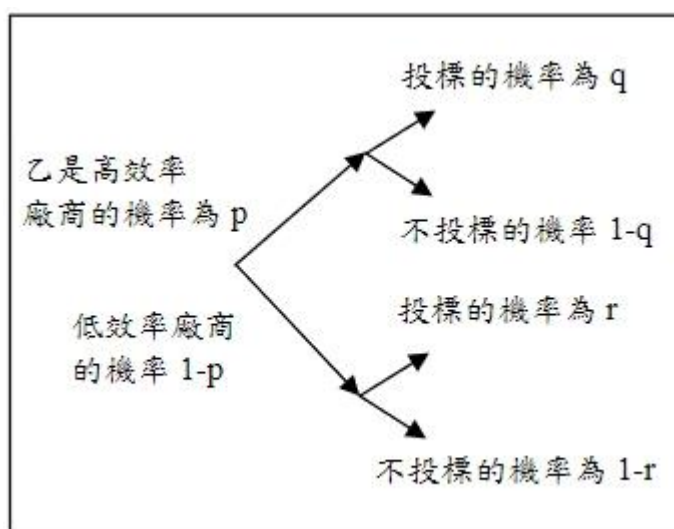 投標的機率為 q
乙是高效率
廠商的機率為 p
不投標的機率 1-q
投標的機率為 r
低效率廠商
的機率 1-p
不投標的機率為 1-r